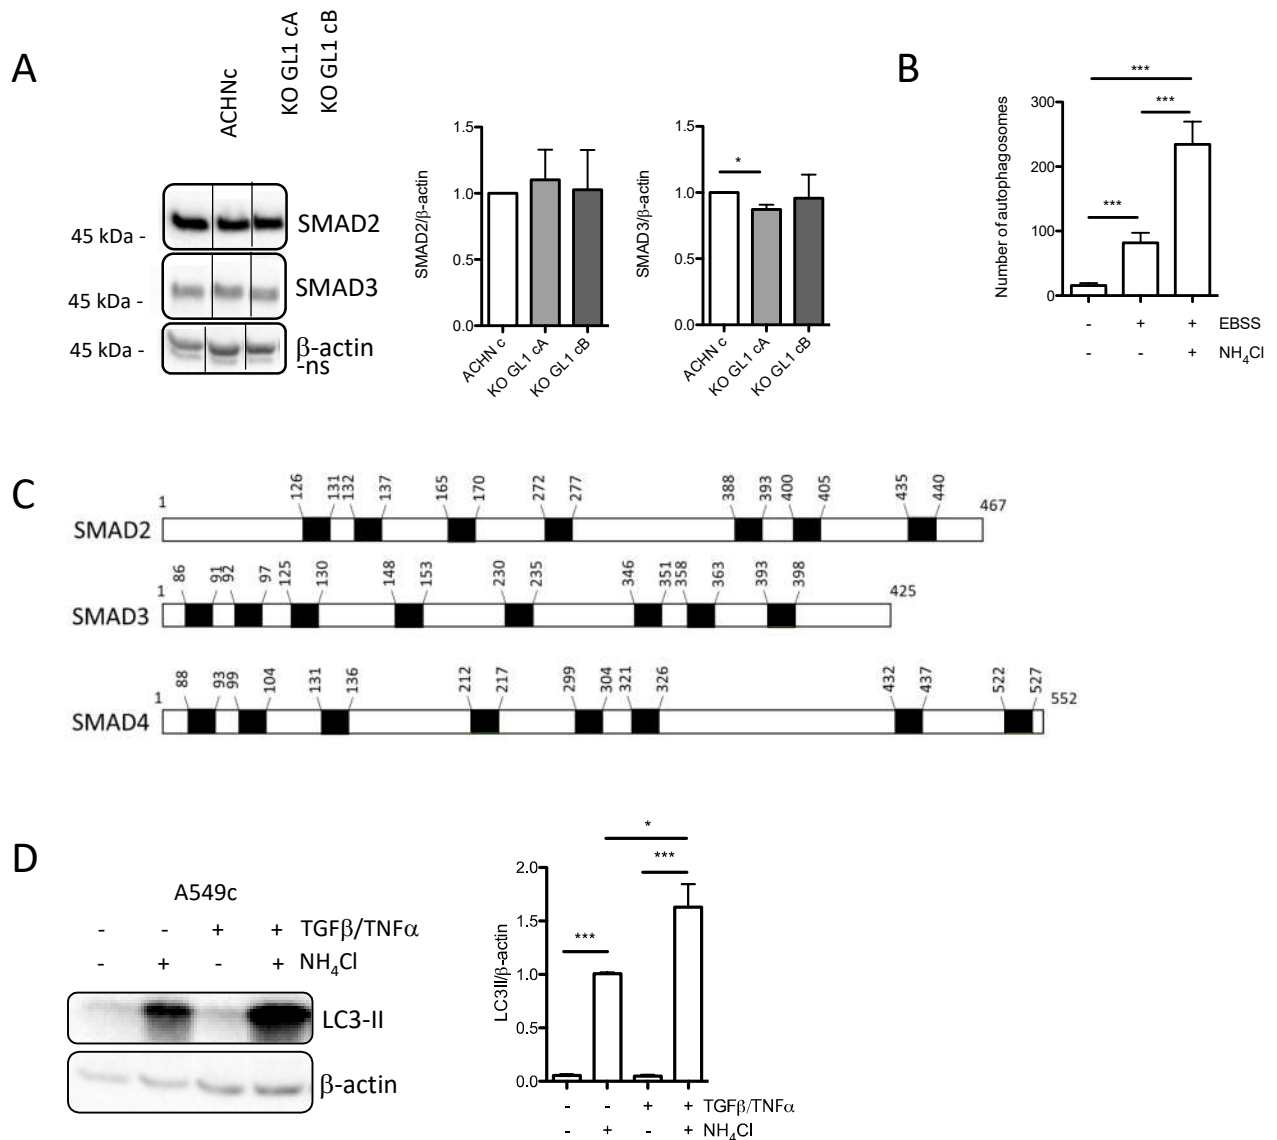 A
ACHNc
KO GL1 cA
KO GL1 cB
45 kDa -
SMAD2
45 kDa -
SMAD3
45 kDa -
β-actin
-ns
SMAD2/β-actin
1.5
1.0
0.5
0.0
ACHN c
KO GL1 cA
KO GL1 cB
SMAD3/β-actin
1.5
1.0
0.5
0.0
*
ACHN c
KO GL1 cA
KO GL1 cB
B
Number of autophagosomes
300
200
100
0
***
***
***
- + + EBSS
- - + NH4Cl
C
SMAD2
1 126 131 132 137 165 170 272 277 388 393 400 405 435 440 467
SMAD3
1 86 91 92 97 125 130 148 153 230 235 346 351 358 363 393 398 425
SMAD4
1 88 93 99 104 131 136 212 217 299 304 321 326 432 437 522 527 552
D
A549c
- - + + TGFβ/TNFα
- + - + NH4Cl
LC3-II
β-actin
LC3II/β-actin
2.0
1.5
1.0
0.5
0.0
*
***
***
- - + + TGFβ/TNFα
- + - + NH4Cl